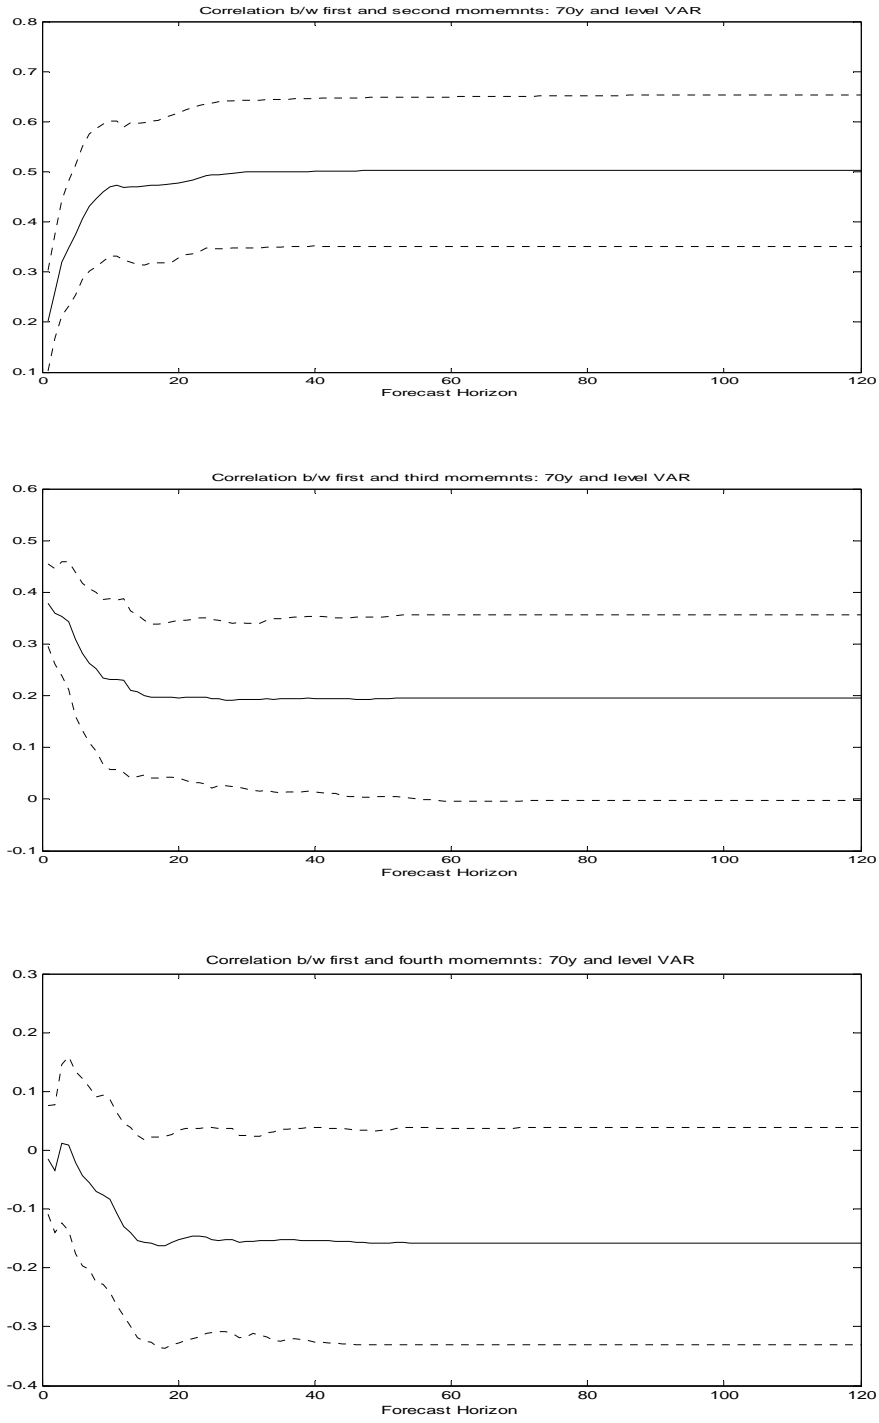 Correlation b/w first and second momemnts: 70y and level VAR
0.8
0.7
0.6
0.5
0.4
0.3
0.2
0.1
0 20 40 60 80 100 120
Forecast Horizon
Correlation b/w first and third momemnts: 70y and level VAR
0.6
0.5
0.4
0.3
0.2
0.1
0
-0.1
0 20 40 60 80 100 120
Forecast Horizon
Correlation b/w first and fourth momemnts: 70y and level VAR
0.3
0.2
0.1
0
-0.1
-0.2
-0.3
-0.4
0 20 40 60 80 100 120
Forecast Horizon